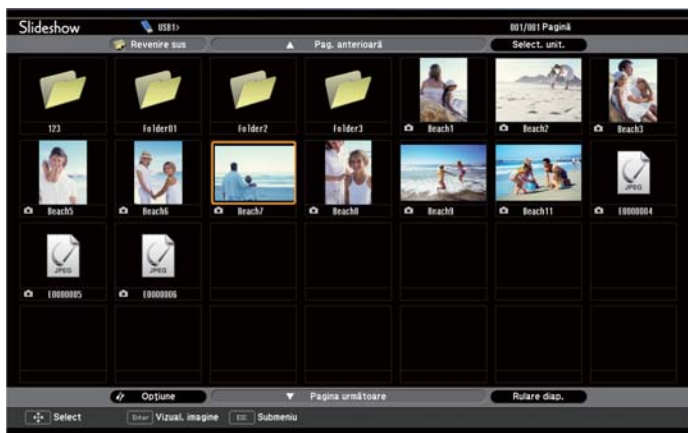 Slideshow USB1> 001/001 Pagină
Revenire sus Pag. anterioară Select. unit.
123 Folder01 Folder2 Folder3 Beach1 Beach2 Beach3
JPEG
Beach5 Beach6 Beach7 Beach8 Beach9 Beach11 E0000004
JPEG JPEG
E0000005 E0000006
Opțiune Pagina următoare Rulare diap.
Select Enter Vizual. imagine Submeniu